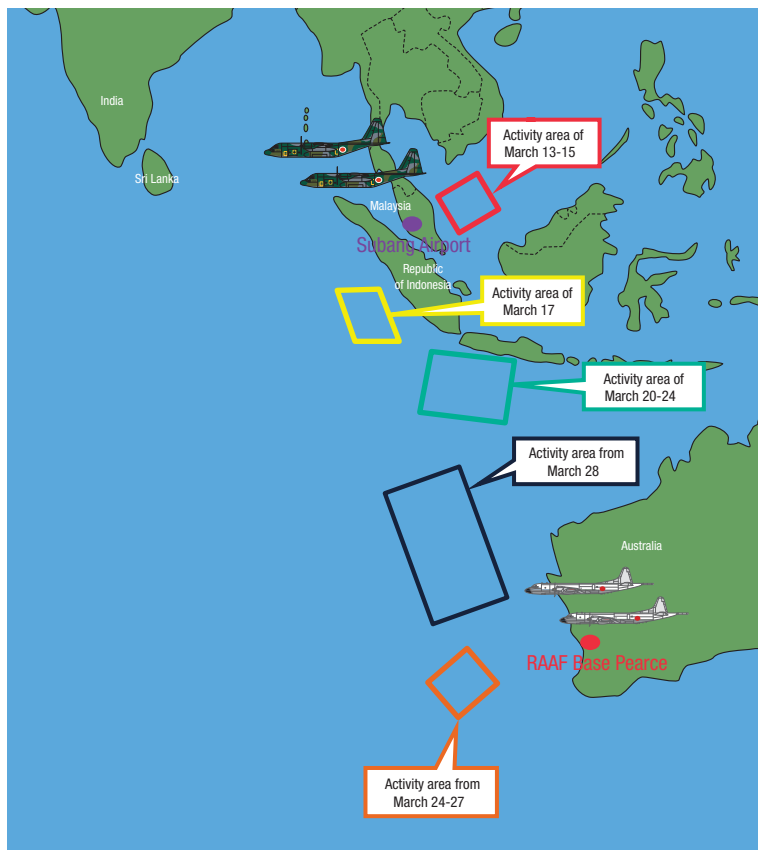 India
Sri Lanka
Activity area of
March 13-15
Malaysia
Subang Airport
Republic
of Indonesia
Activity area of
March 17
Activity area of
March 20-24
Activity area from
March 28
Australia
RAAF Base Pearce
Activity area from
March 24-27